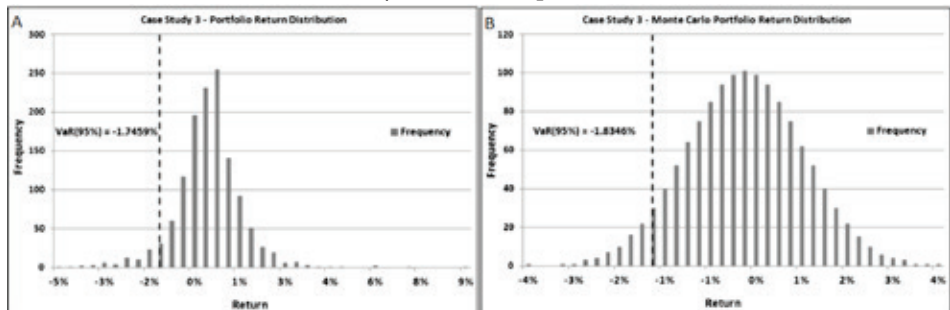 A
Case Study 3 - Portfolio Return Distribution
300
250
200
150
100
50
0
Frequency
VaR(95%) = -1.7459%
Frequency
-5% -3% -2% 0% 1% 3% 4% 6% 7% 9%
Return
B
Case Study 3 - Monte Carlo Portfolio Return Distribution
120
100
80
60
40
20
0
Frequency
VaR(95%) = -1.8346%
Frequency
-4% -3% -2% -1% -1% 0% 1% 2% 3% 4%
Return